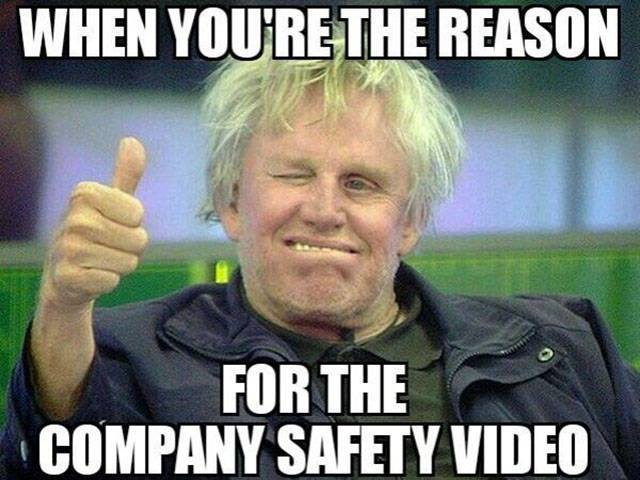 WHEN YOU'RE THE REASON
FOR THE
COMPANY SAFETY VIDEO